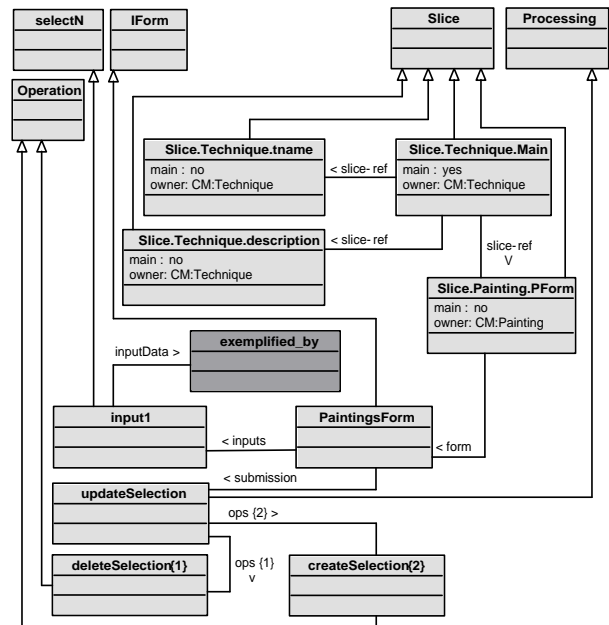 selectN
IForm
Slice
Processing
Operation
Slice.Technique.tname
main : no
owner: CM:Technique
< slice- ref
Slice.Technique.Main
main : yes
owner: CM:Technique
Slice.Technique.description
main : no
owner: CM:Technique
< slice-ref
slice-ref
V
Slice.Painting.PForm
main : no
owner: CM:Painting
inputData >
exemplified_by
input1
< inputs
PaintingsForm
< form
< submission
updateSelection
ops {2} >
deleteSelection{1}
ops {1}
v
createSelection{2}